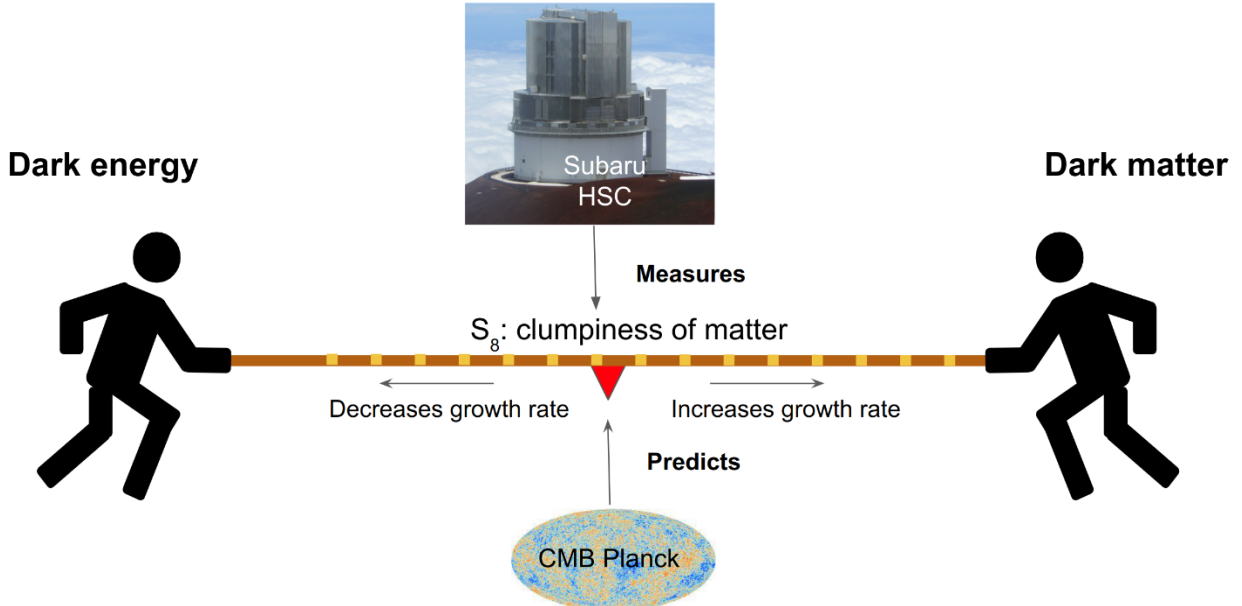 Subaru
HSC
Dark energy
Dark matter
Measures
S₈: clumpiness of matter
Decreases growth rate
Increases growth rate
Predicts
CMB Planck